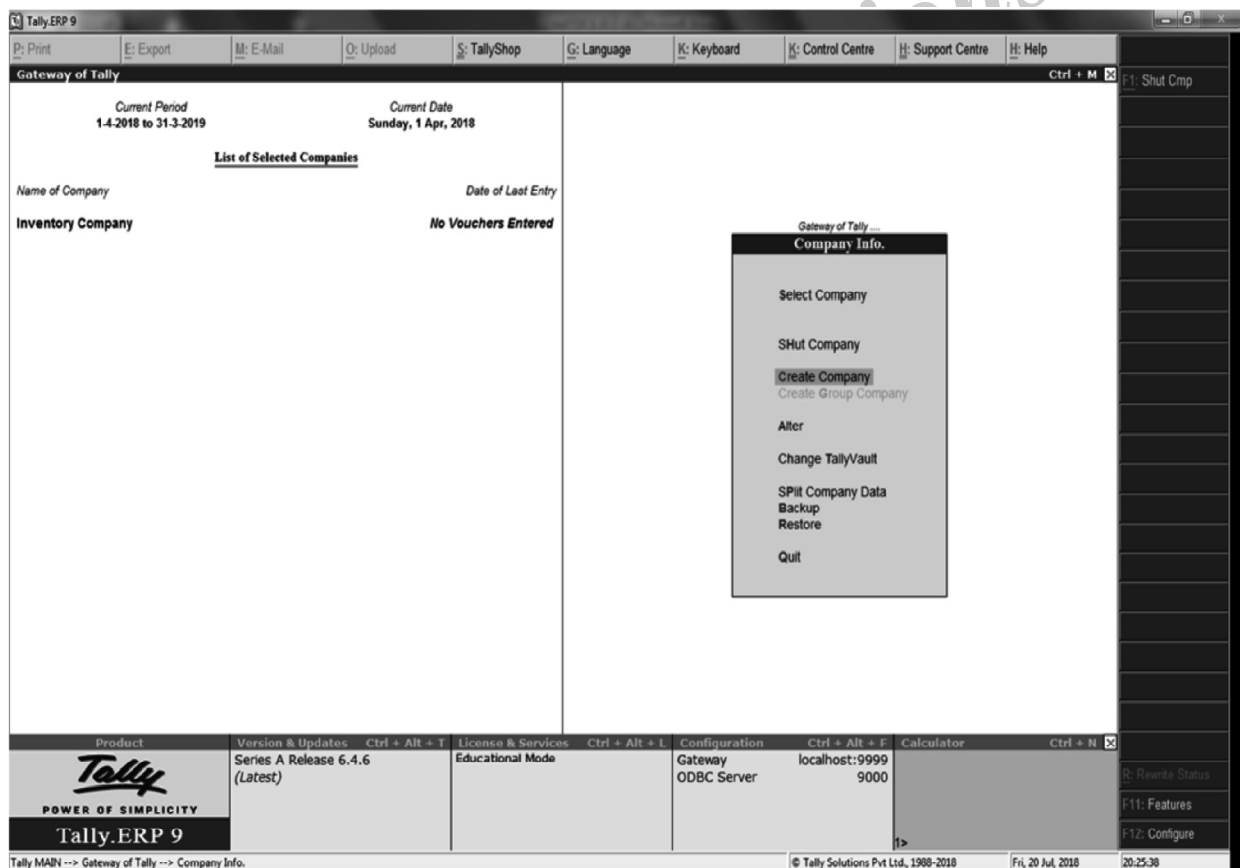 Tally.ERP 9
P: Print E: Export M: E-Mail O: Upload S: TallyShop G: Language K: Keyboard K: Control Centre H: Support Centre H: Help
Gateway of Tally Ctrl + M
F1: Shut Cmp
Current Period Current Date
1-4-2018 to 31-3-2019 Sunday, 1 Apr, 2018
List of Selected Companies
Name of Company Date of Last Entry
Inventory Company No Vouchers Entered
Gateway of Tally ....
Company Info.
Select Company
SHut Company
Create Company
Create Group Company
Alter
Change TallyVault
SPlit Company Data
Backup
Restore
Quit
Product Version & Updates Ctrl + Alt + T License & Services Ctrl + Alt + L Configuration Ctrl + Alt + F Calculator Ctrl + N
Series A Release 6.4.6 Educational Mode Gateway localhost:9999
(Latest) ODBC Server 9000
Tally
POWER OF SIMPLICITY
Tally.ERP 9
1>
R: Rewrite Status
F11: Features
F12: Configure
Tally MAIN --> Gateway of Tally --> Company Info. © Tally Solutions Pvt Ltd., 1988-2018 Fri, 20 Jul, 2018 20:25:38